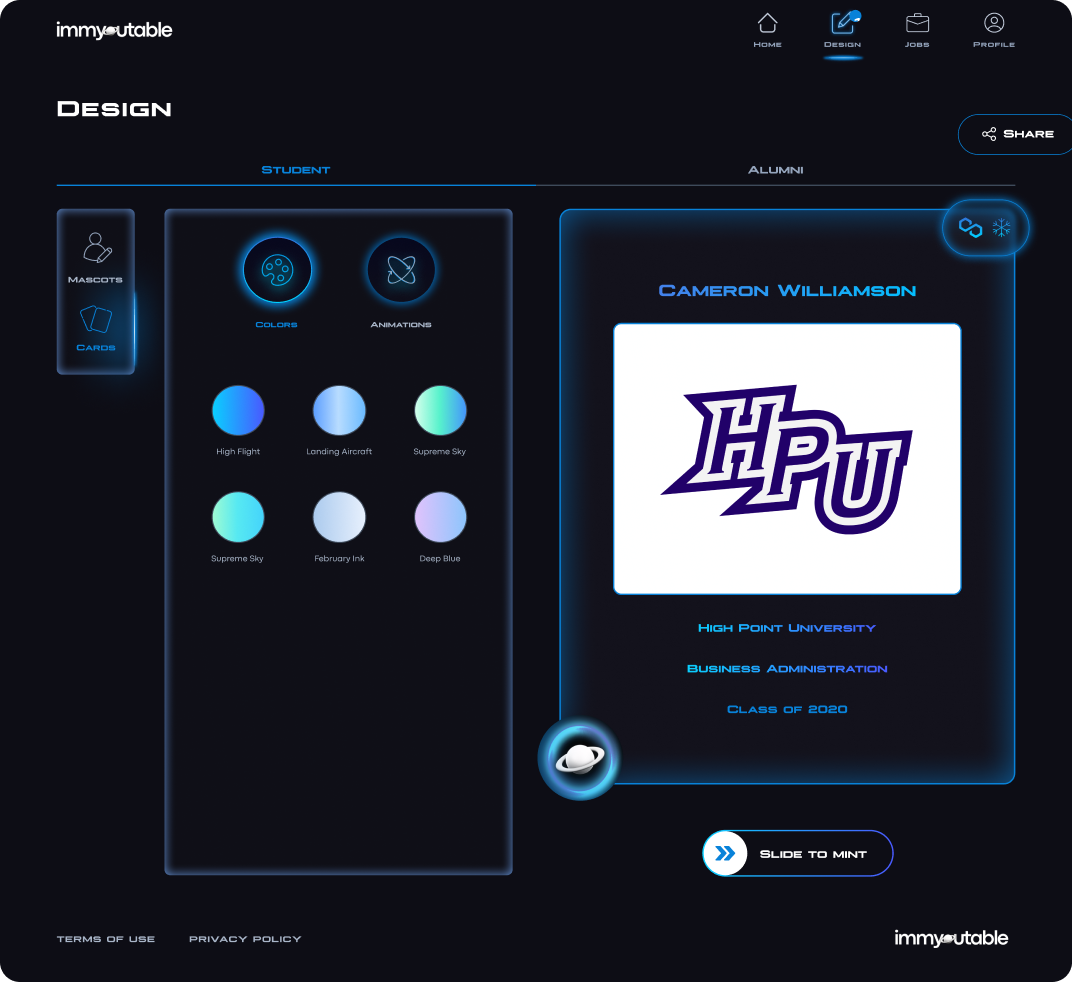 immyoutable
Home
Design
Jobs
Profile
Design
Share
Student
Alumni
Mascots
Cards
Colors
Animations
High Flight
Landing Aircraft
Supreme Sky
Supreme Sky
February Ink
Deep Blue
Cameron Williamson
HPU
High Point University
Business Administration
Class of 2020
Slide to mint
Terms of use
Privacy policy
immyoutable